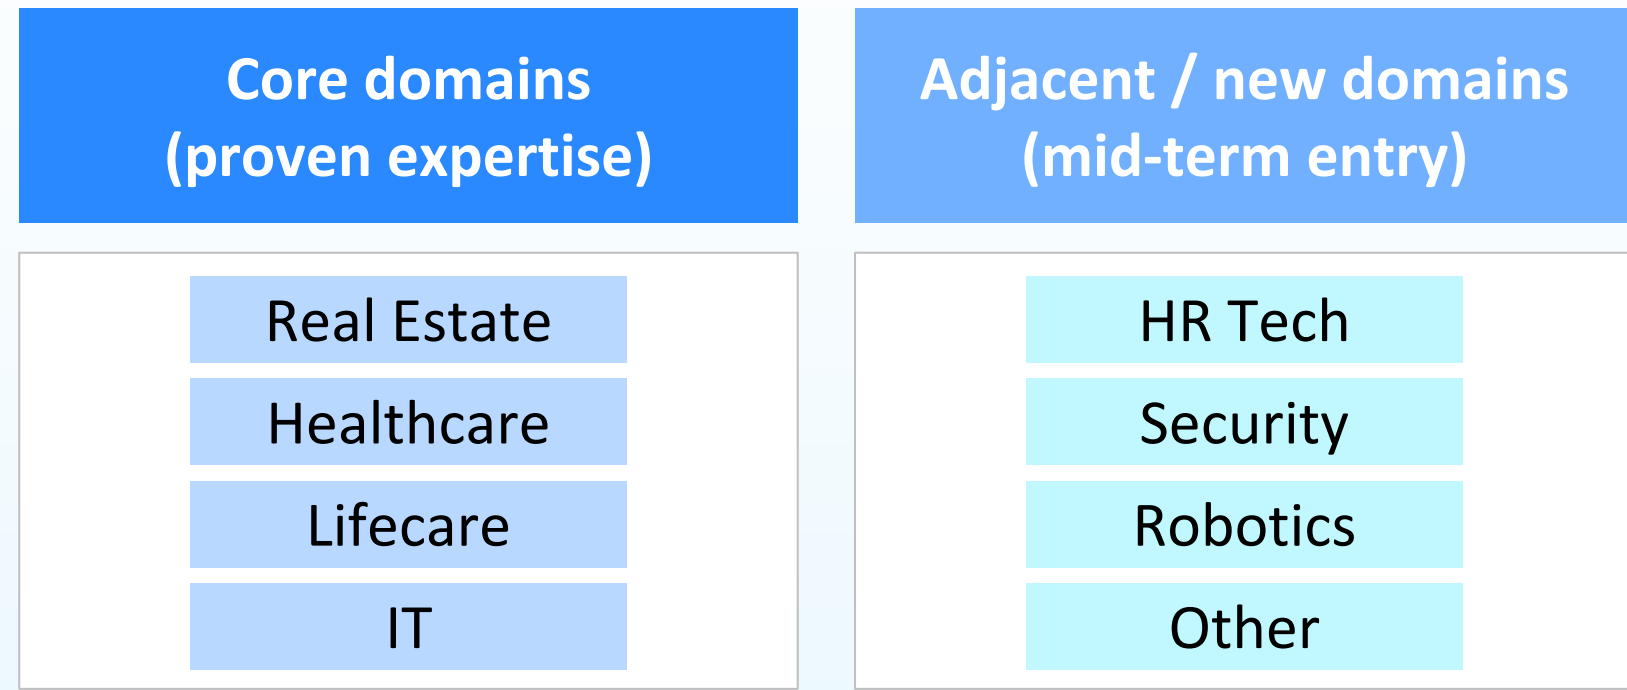 Core domains
(proven expertise)
Real Estate
Healthcare
Lifecare
IT
Adjacent / new domains
(mid-term entry)
HR Tech
Security
Robotics
Other